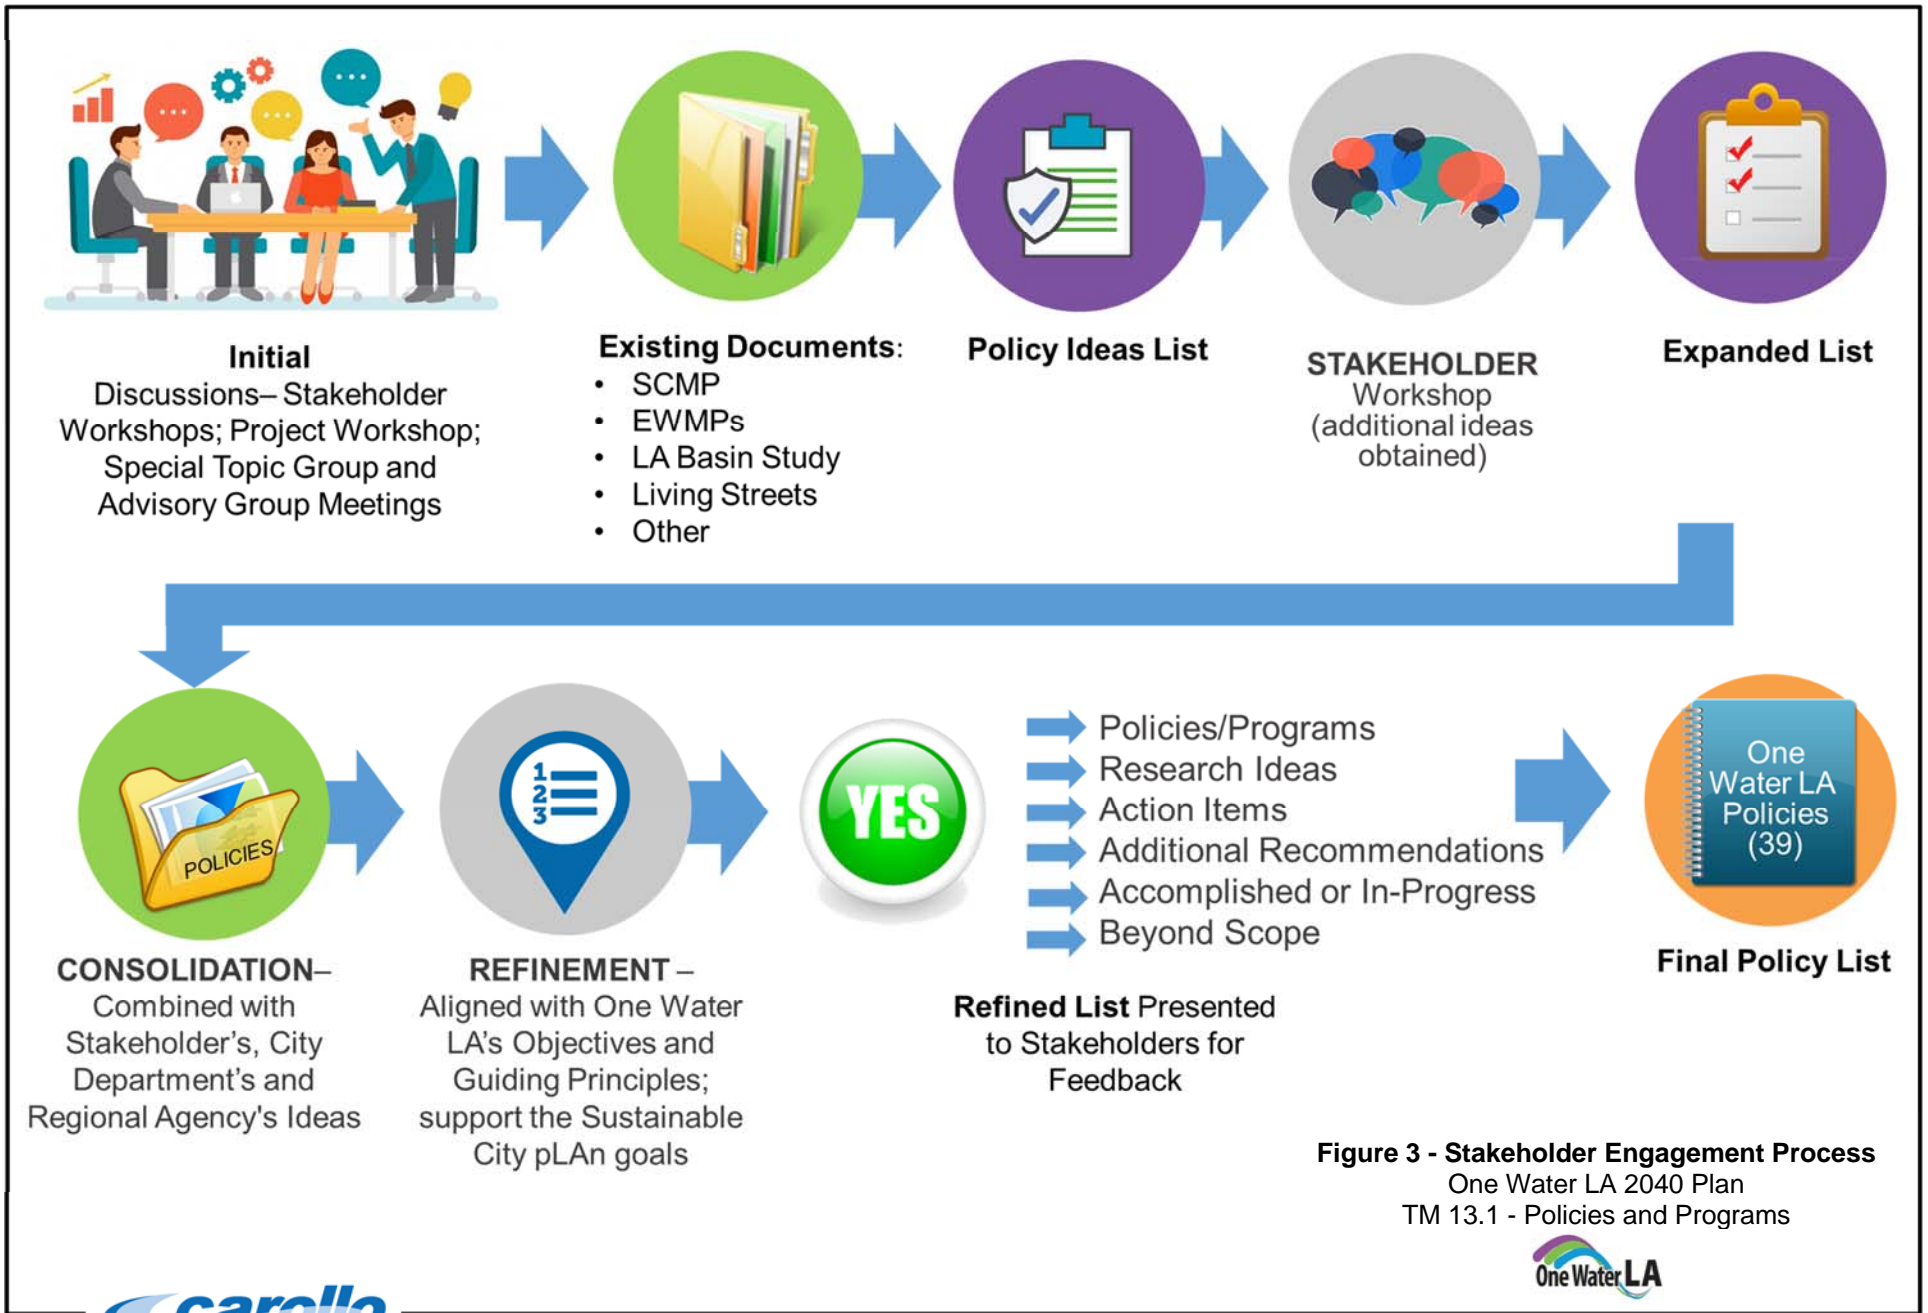 Initial
Discussions– Stakeholder
Workshops; Project Workshop;
Special Topic Group and
Advisory Group Meetings
Existing Documents:
• SCMP
• EWMPs
• LA Basin Study
• Living Streets
• Other
Policy Ideas List
STAKEHOLDER
Workshop
(additional ideas
obtained)
Expanded List
POLICIES
CONSOLIDATION–
Combined with
Stakeholder's, City
Department's and
Regional Agency's Ideas
1
2
3
REFINEMENT –
Aligned with One Water
LA's Objectives and
Guiding Principles;
support the Sustainable
City pLAn goals
YES
Policies/Programs
Research Ideas
Action Items
Additional Recommendations
Accomplished or In-Progress
Beyond Scope
Refined List Presented
to Stakeholders for
Feedback
One
Water LA
Policies
(39)
Final Policy List
Figure 3 - Stakeholder Engagement Process
One Water LA 2040 Plan
TM 13.1 - Policies and Programs
One Water LA
carollo